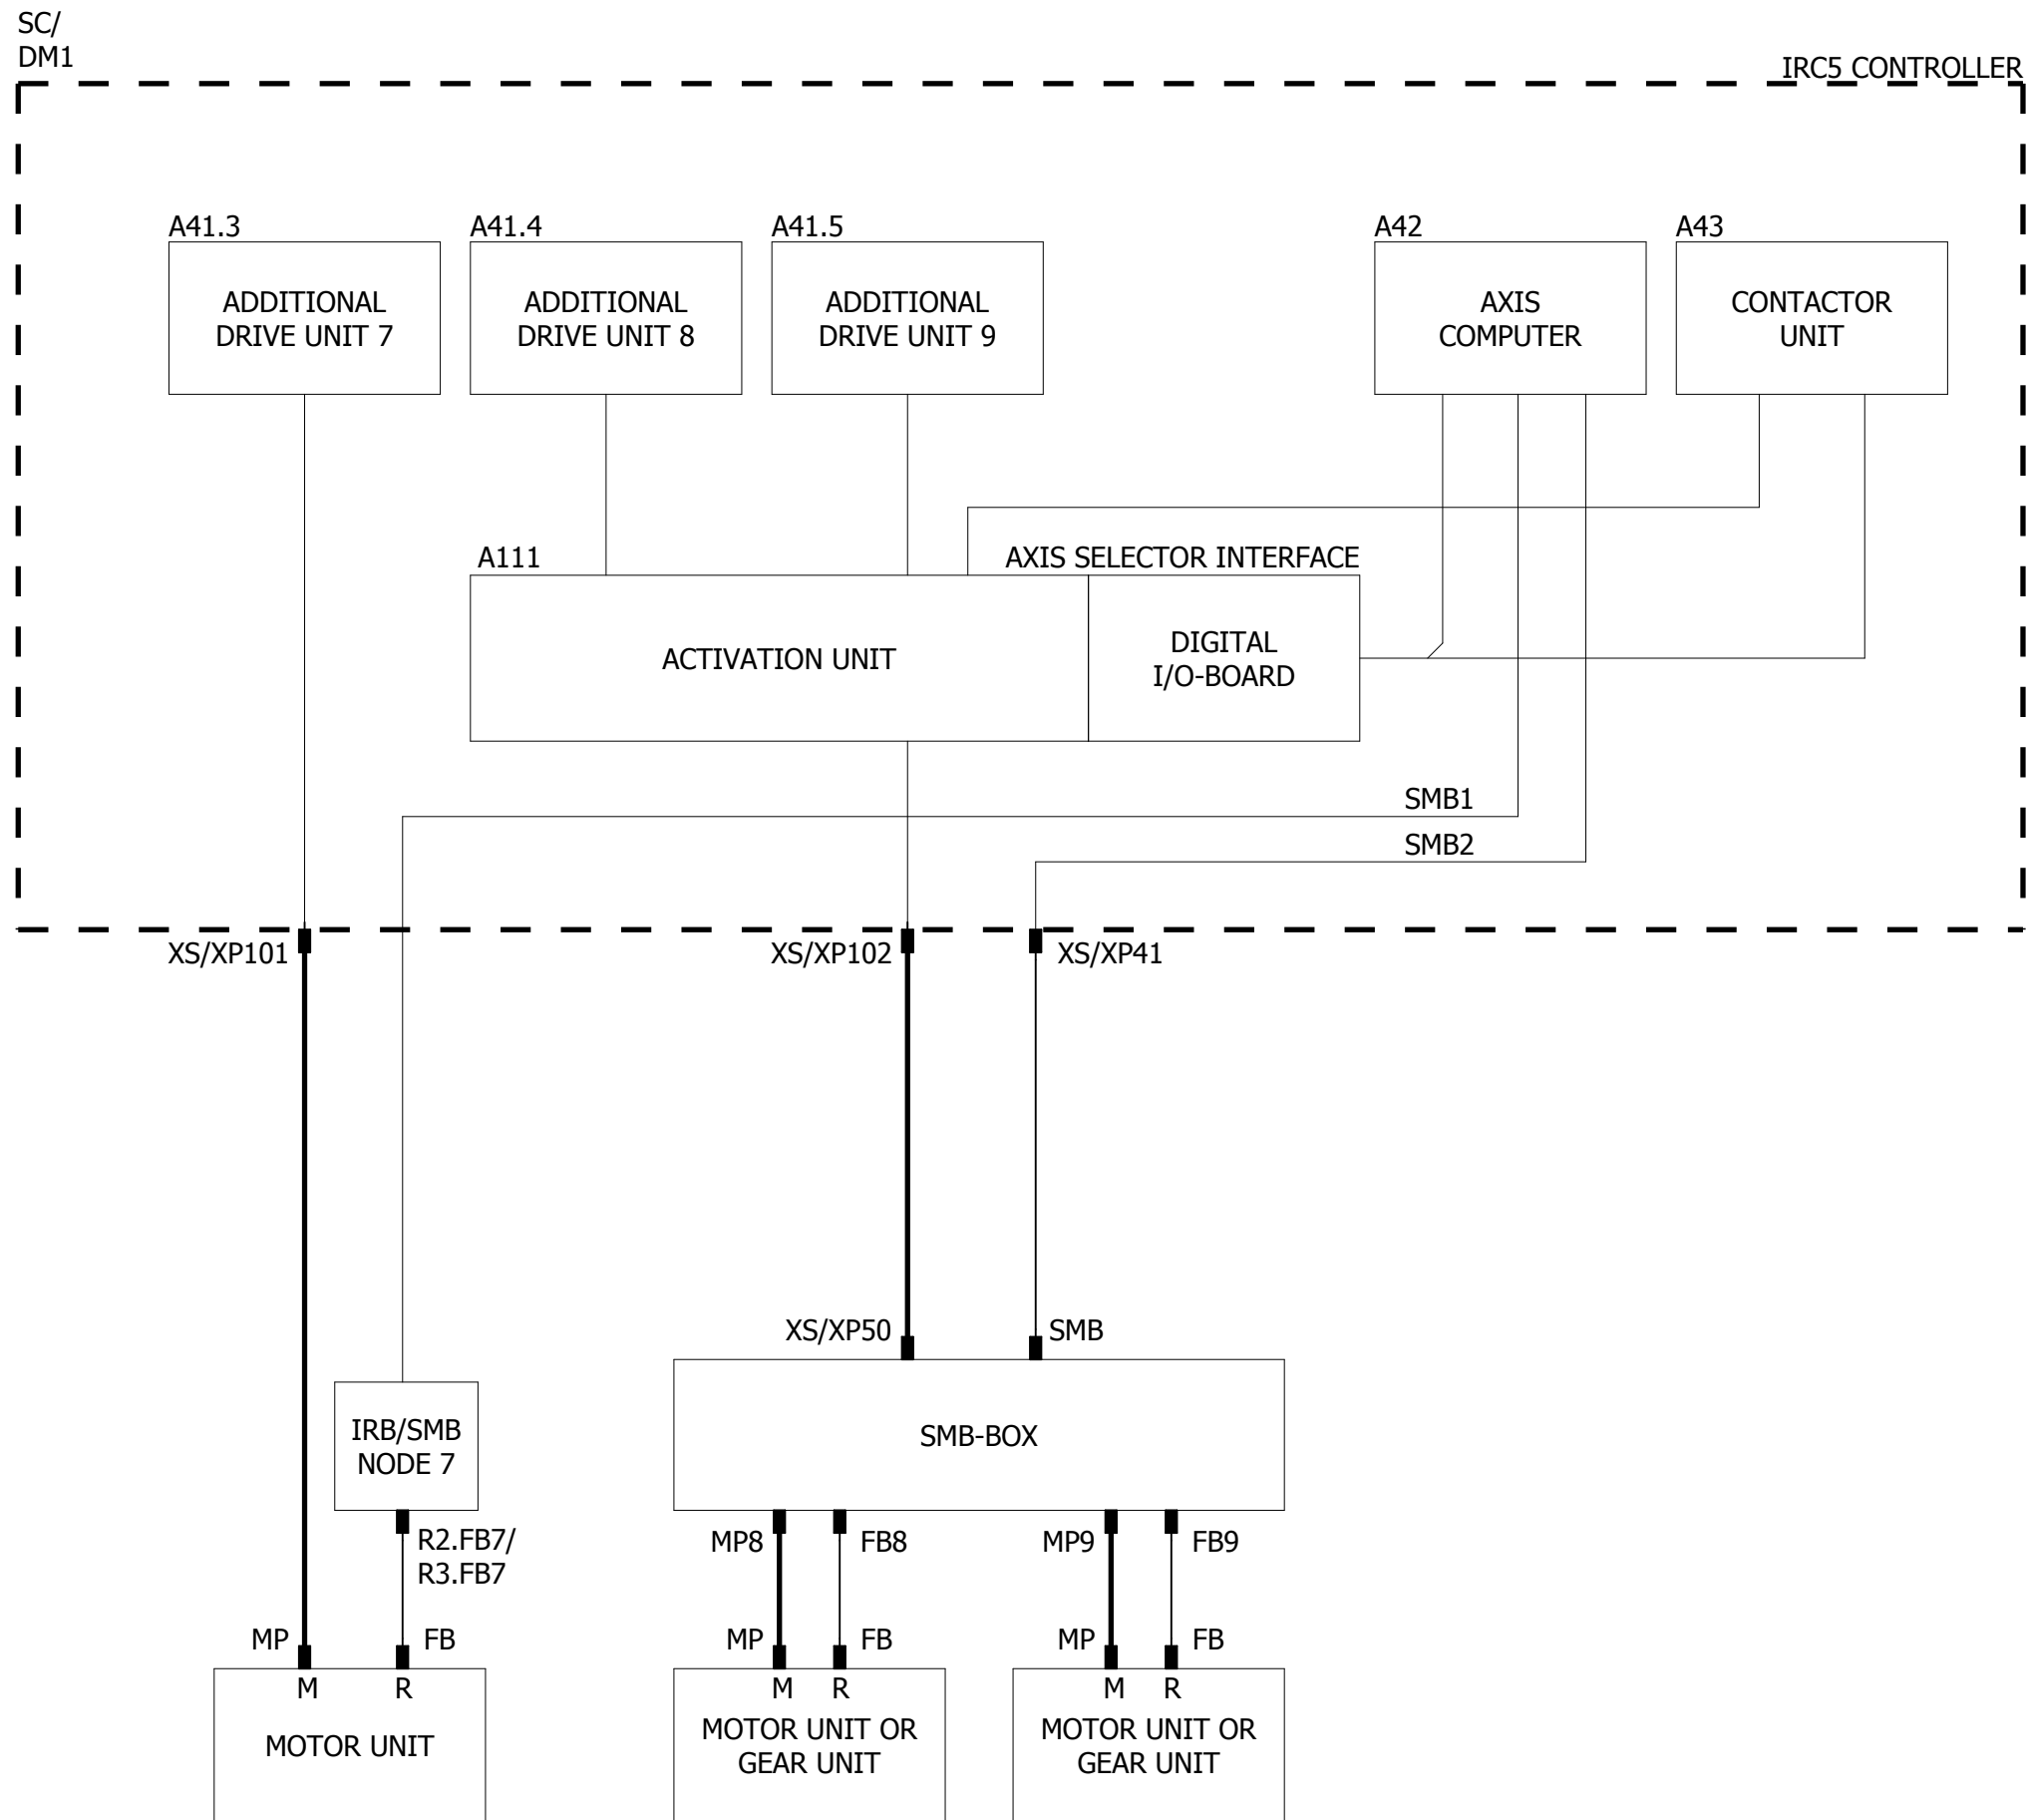 SC/
DM1
IRC5 CONTROLLER
A41.3
A41.4
A41.5
A42
A43
ADDITIONAL
DRIVE UNIT 7
ADDITIONAL
DRIVE UNIT 8
ADDITIONAL
DRIVE UNIT 9
AXIS
COMPUTER
CONTACTOR
UNIT
A111
AXIS SELECTOR INTERFACE
ACTIVATION UNIT
DIGITAL
I/O-BOARD
SMB1
SMB2
XS/XP101
XS/XP102
XS/XP41
XS/XP50
SMB
IRB/SMB
NODE 7
SMB-BOX
R2.FB7/
R3.FB7
MP8
FB8
MP9
FB9
MP
FB
MP
FB
MP
FB
M
R
M
R
M
R
MOTOR UNIT
MOTOR UNIT OR
GEAR UNIT
MOTOR UNIT OR
GEAR UNIT